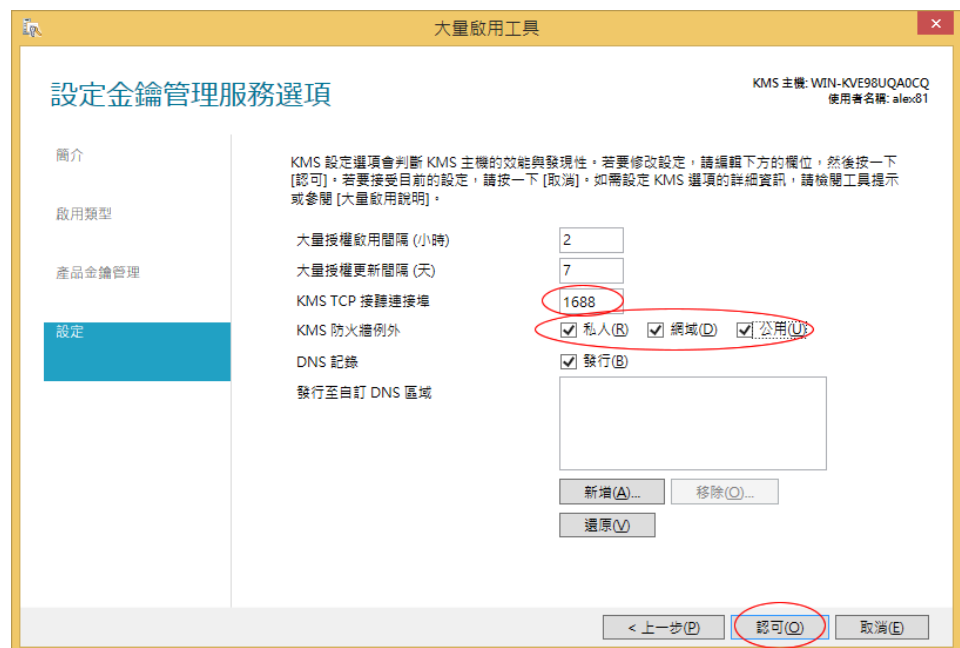 大量啟用工具
設定金鑰管理服務選項
KMS 主機: WIN-KVE98UQA0CQ
使用者名稱: alex81
簡介
啟用類型
產品金鑰管理
設定
KMS 設定選項會判斷 KMS 主機的效能與發現性。若要修改設定，請編輯下方的欄位，然後按一下
[認可]。若要接受目前的設定，請按一下 [取消]。如需設定 KMS 選項的詳細資訊，請檢閱工具提示
或參閱 [大量啟用說明]。
大量授權啟用間隔 (小時) 2
大量授權更新間隔 (天) 7
KMS TCP 接聽連接埠 1688
KMS 防火牆例外 私人(R) 網域(D) 公用(U)
DNS 記錄 發行(B)
發行至自訂 DNS 區域
新增(A)... 移除(O)...
還原(V)
< 上一步(P) 認可(O) 取消(E)